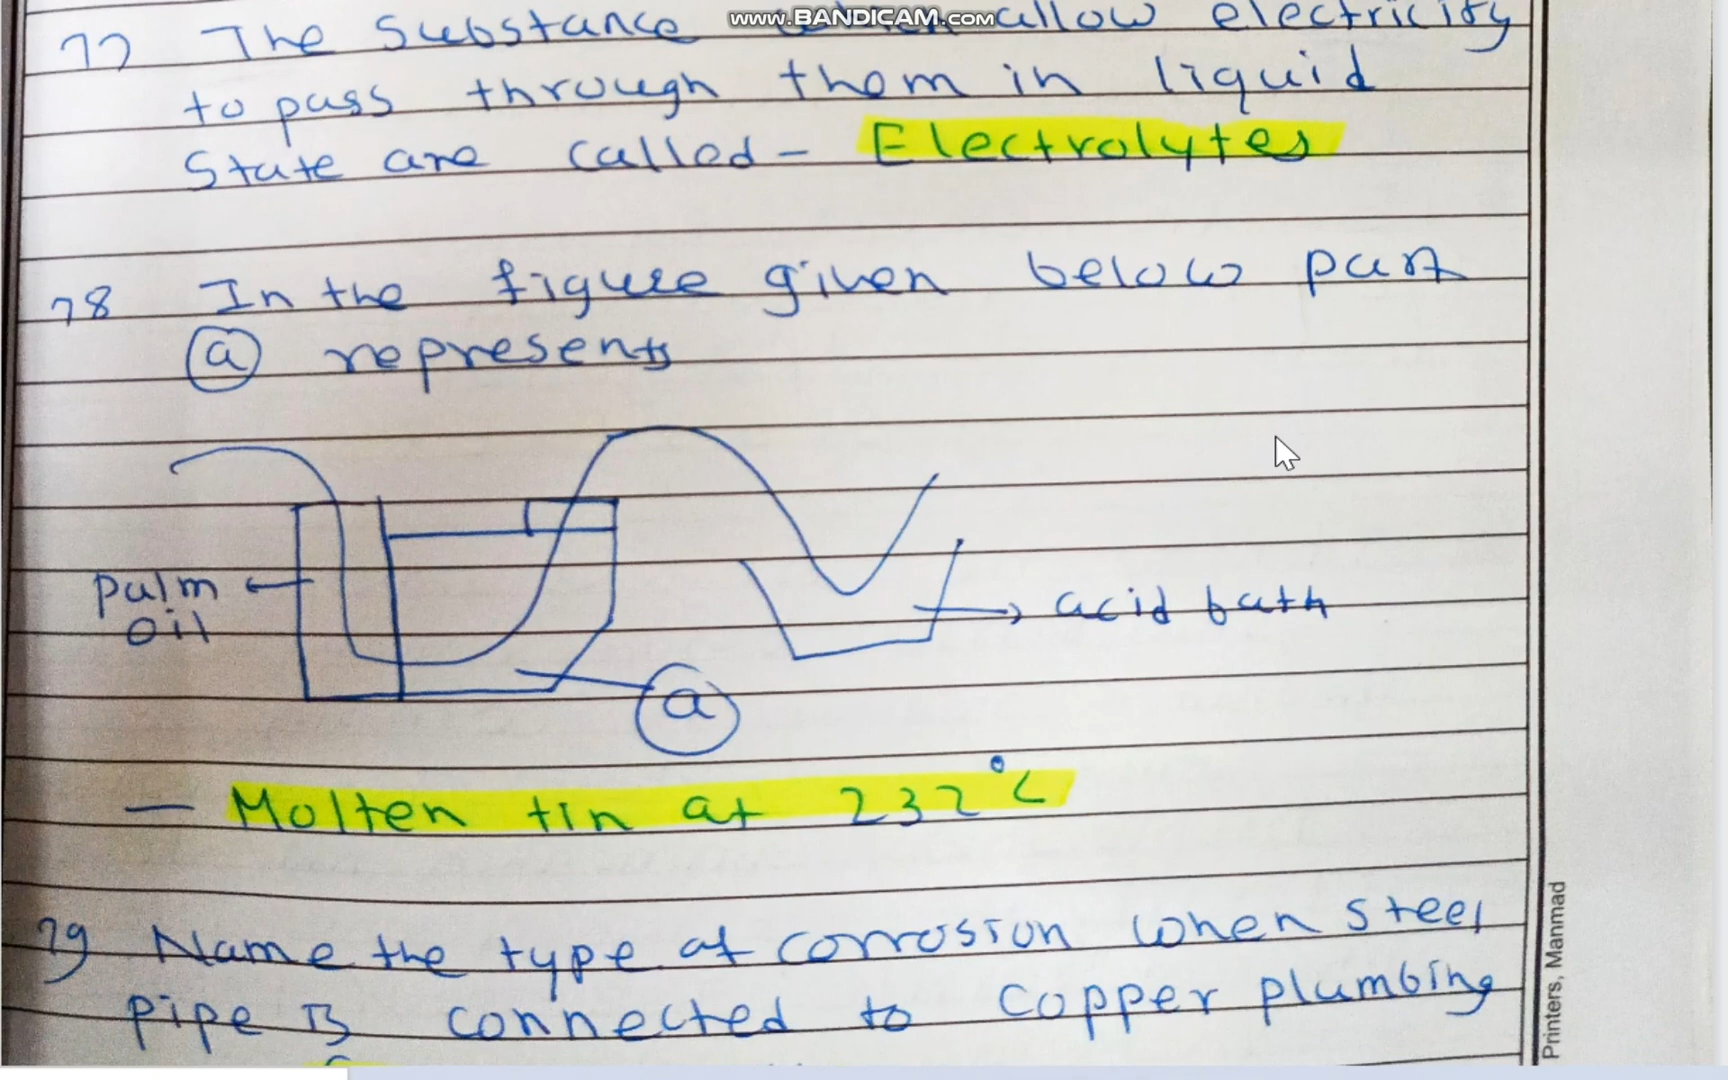 www.BANDICAM.com
77 The Substance which allow electricity
to pass through them in liquid
State are called - Electrolytes
78 In the figure given below part
a represents
Palm
oil
acid bath
a
- Molten tin at 232°C
79 Name the type of corrosion when steel
pipe is connected to copper plumbing
Printers, Manmad